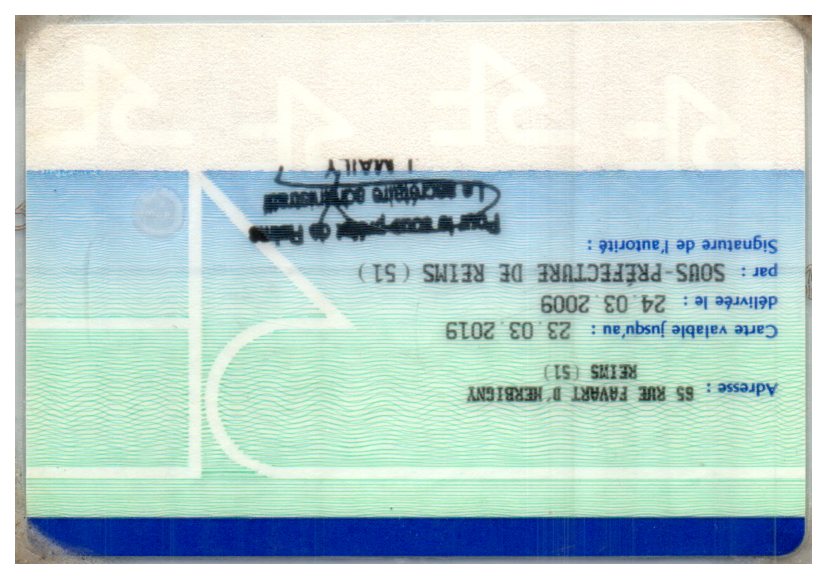 Adresse : 65 RUE FAVART D'HERBIGNY
REIMS (51)
Carte valable jusqu'au : 23.03.2019
délivrée le : 24.03.2009
par : SOUS-PRÉFECTURE DE REIMS (51)
Signature de l'autorité :
Pour le sous-préfet de Reims
Le secrétaire administratif
MAILY
RF
RF RF RF RF